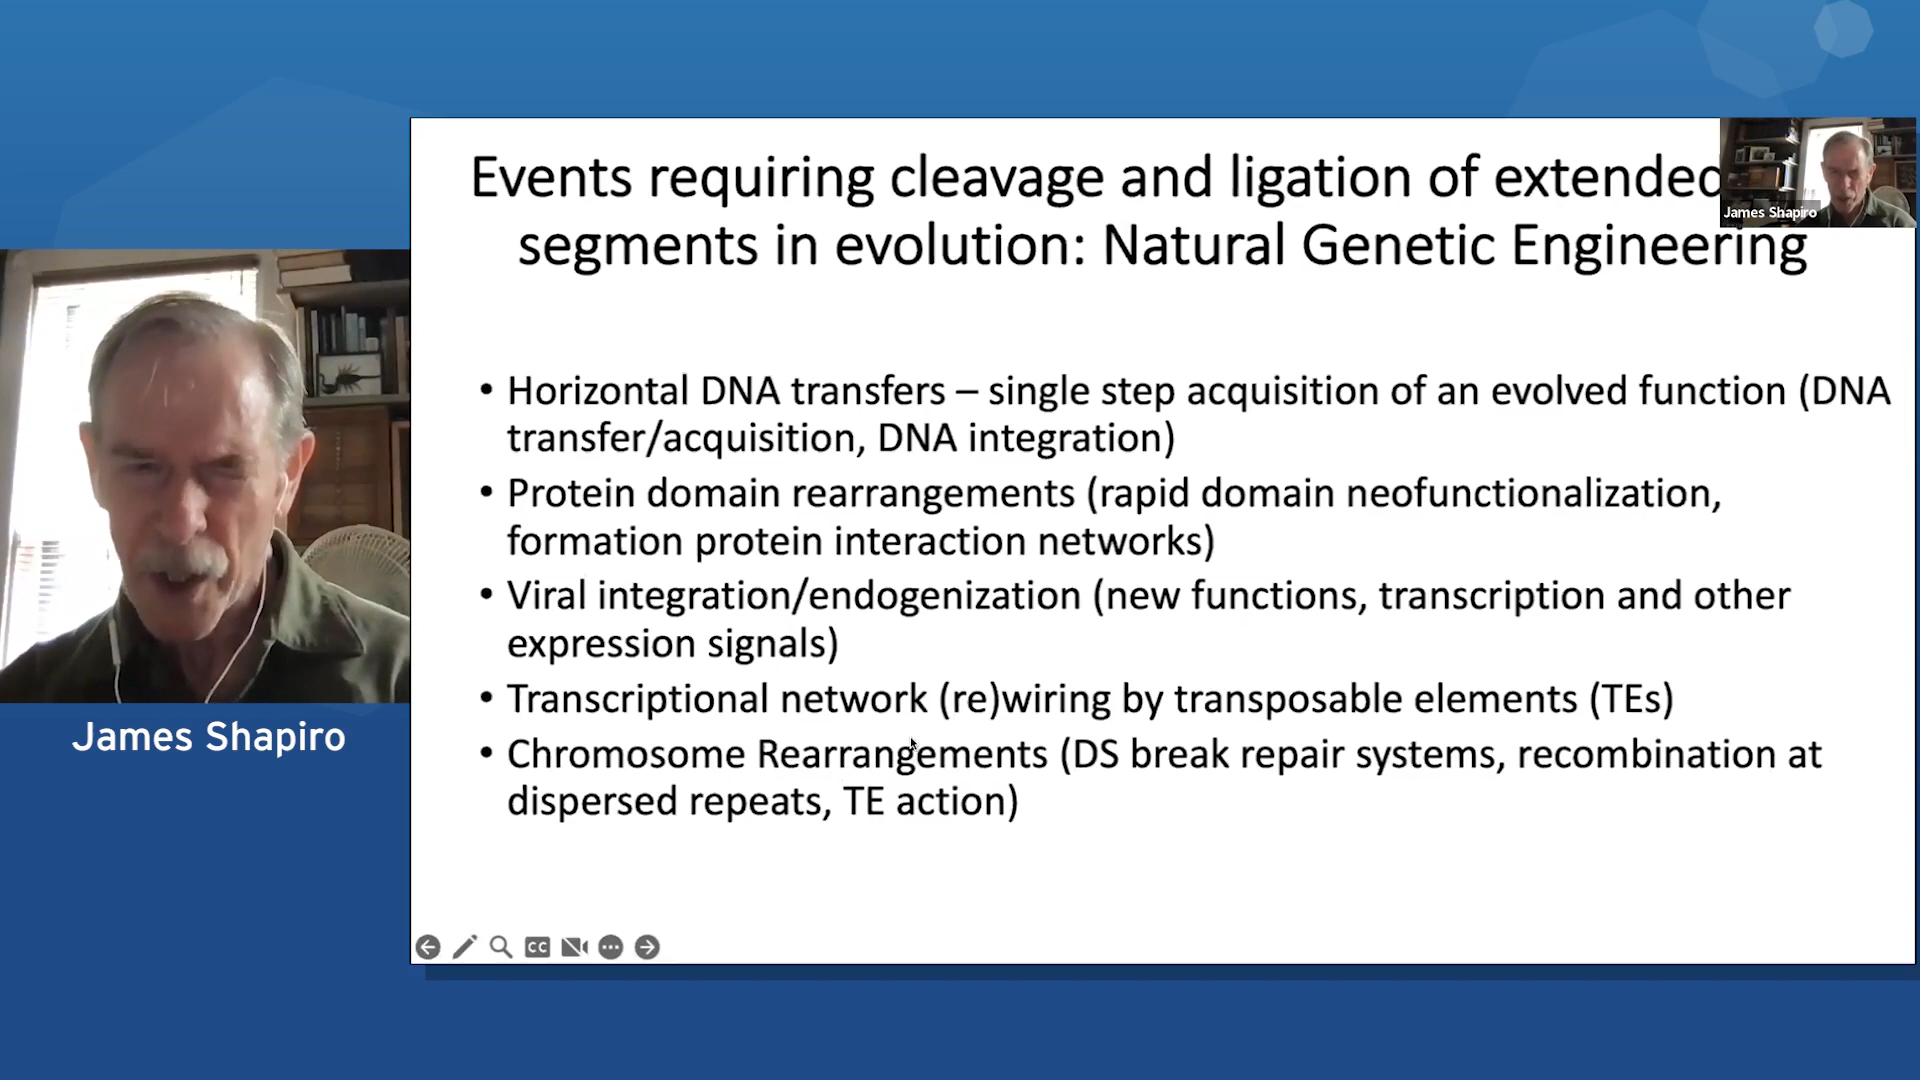 Events requiring cleavage and ligation of extended
segments in evolution: Natural Genetic Engineering
James Shapiro
• Horizontal DNA transfers – single step acquisition of an evolved function (DNA
transfer/acquisition, DNA integration)
• Protein domain rearrangements (rapid domain neofunctionalization,
formation protein interaction networks)
• Viral integration/endogenization (new functions, transcription and other
expression signals)
• Transcriptional network (re)wiring by transposable elements (TEs)
• Chromosome Rearrangements (DS break repair systems, recombination at
dispersed repeats, TE action)
James Shapiro
CC